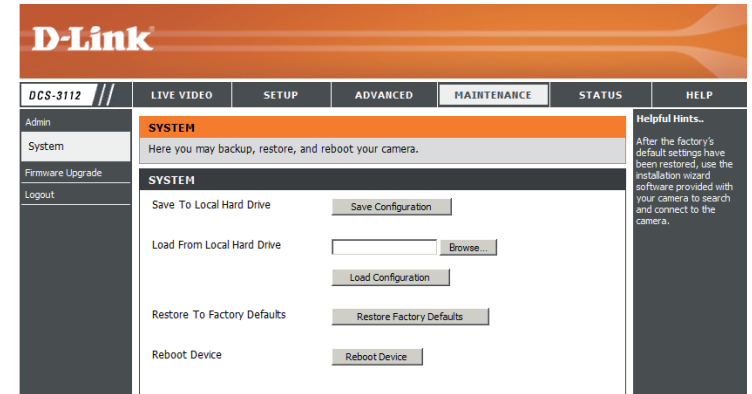 D-Link
DCS-3112 // LIVE VIDEO SETUP ADVANCED MAINTENANCE STATUS HELP
Admin
System
Firmware Upgrade
Logout
SYSTEM
Here you may backup, restore, and reboot your camera.
SYSTEM
Save To Local Hard Drive Save Configuration
Load From Local Hard Drive Browse...
Load Configuration
Restore To Factory Defaults Restore Factory Defaults
Reboot Device Reboot Device
Helpful Hints..
After the factory's
default settings have
been restored, use the
installation wizard
software provided with
your camera to search
and connect to the
camera.